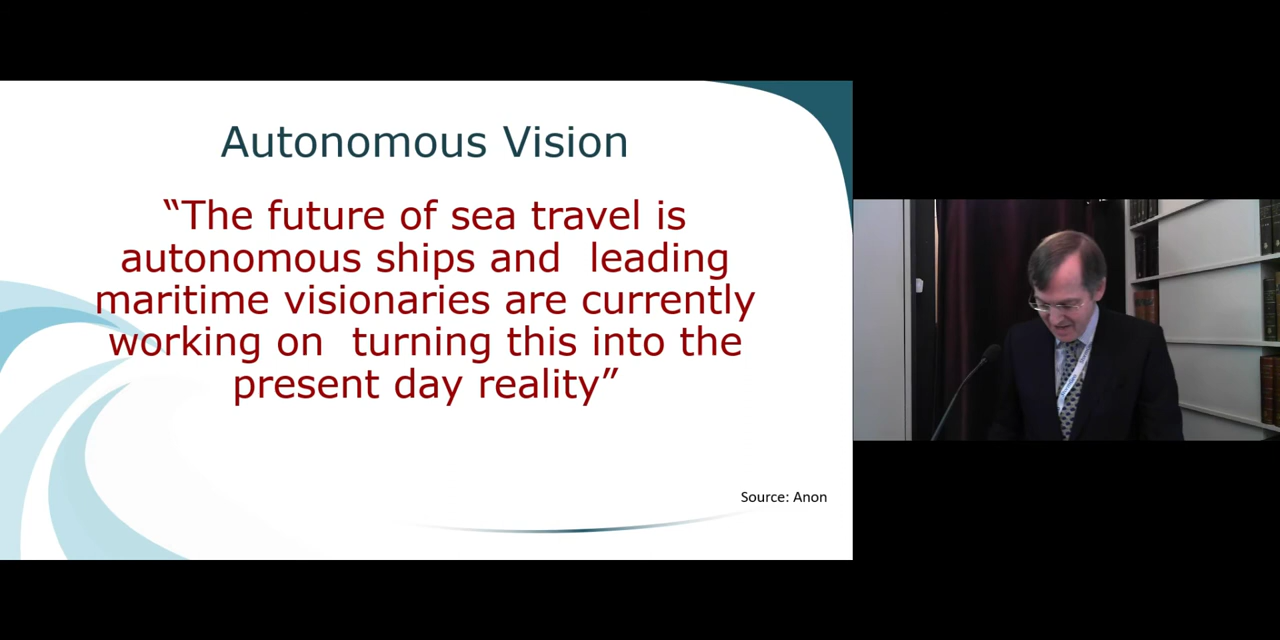 Autonomous Vision
“The future of sea travel is
autonomous ships and  leading
maritime visionaries are currently
working on  turning this into the
present day reality”
Source: Anon